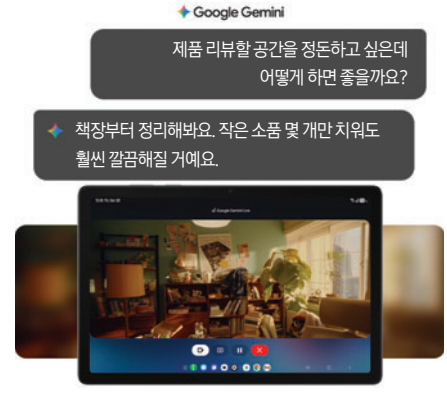 Google Gemini
제품 리뷰할 공간을 정돈하고 싶은데
어떻게 하면 좋을까요?
책장부터 정리해봐요. 작은 소품 몇 개만 치워도
훨씬 깔끔해질 거예요.
Google Gemini Live